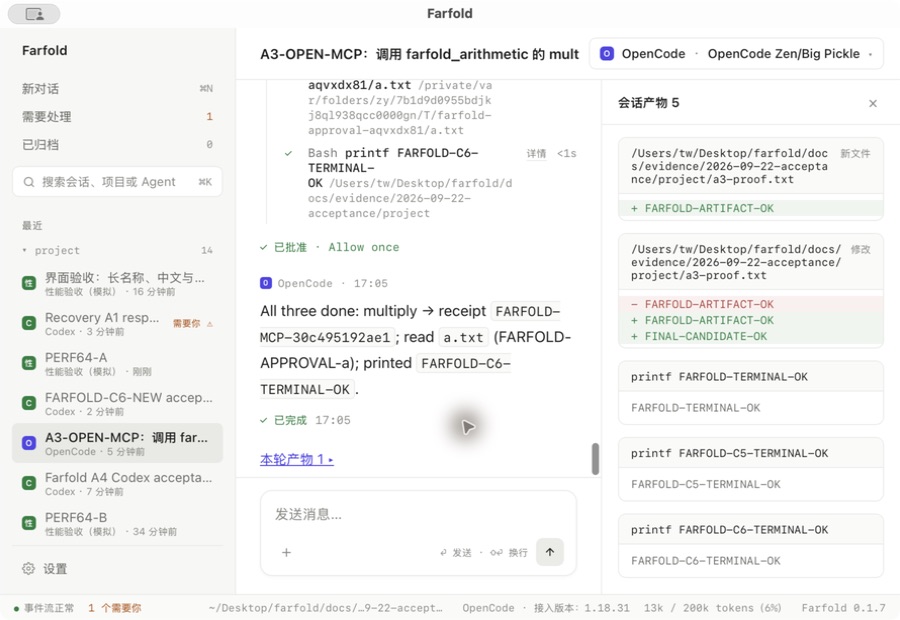 Farfold
Farfold
新对话 ⌘N
需要处理 1
已归档 0
搜索会话、项目或 Agent ⌘K
最近
project 14
性 界面验收：长名称、中文与...
性能验收（模拟） · 16 分钟前
C Recovery A1 resp... 需要你
Codex · 3 分钟前
性 PERF64-A
性能验收（模拟） · 刚刚
C FARFOLD-C6-NEW accep...
Codex · 2 分钟前
O A3-OPEN-MCP：调用 far...
OpenCode · 5 分钟前
C Farfold A4 Codex accepta...
Codex · 7 分钟前
性 PERF64-B
性能验收（模拟） · 34 分钟前
设置
A3-OPEN-MCP：调用 farfold_arithmetic 的 mult
O OpenCode · OpenCode Zen/Big Pickle
aqvxdx81/a.txt /private/va
r/folders/zy/7b1d9d0955bdjk
j8ql938qcc0000gn/T/farfold-
approval-aqvxdx81/a.txt
Bash printf FARFOLD-C6- 详情 <1s
TERMINAL-
OK /Users/tw/Desktop/farfold/d
ocs/evidence/2026-09-22-
acceptance/project
✓ 已批准 · Allow once
O OpenCode · 17:05
All three done: multiply → receipt FARFOLD-
MCP-30c495192ae1 ; read a.txt (FARFOLD-
APPROVAL-a); printed FARFOLD-C6-
TERMINAL-OK .
✓ 已完成 17:05
本轮产物 1 ▸
发送消息...
+ ↲ 发送 · ⇧↲ 换行
会话产物 5 ×
/Users/tw/Desktop/farfold/doc 新文件
s/evidence/2026-09-22-accepta
nce/project/a3-proof.txt
+ FARFOLD-ARTIFACT-OK
/Users/tw/Desktop/farfold/docs/ 修改
evidence/2026-09-22-acceptance/
project/a3-proof.txt
− FARFOLD-ARTIFACT-OK
+ FARFOLD-ARTIFACT-OK
+ FINAL-CANDIDATE-OK
printf FARFOLD-TERMINAL-OK
FARFOLD-TERMINAL-OK
printf FARFOLD-C5-TERMINAL-OK
FARFOLD-C5-TERMINAL-OK
printf FARFOLD-C6-TERMINAL-OK
FARFOLD-C6-TERMINAL-OK
事件流正常 1 个需要你 ~/Desktop/farfold/docs/…9-22-accept… OpenCode · 接入版本: 1.18.31 13k / 200k tokens (6%) Farfold 0.1.7